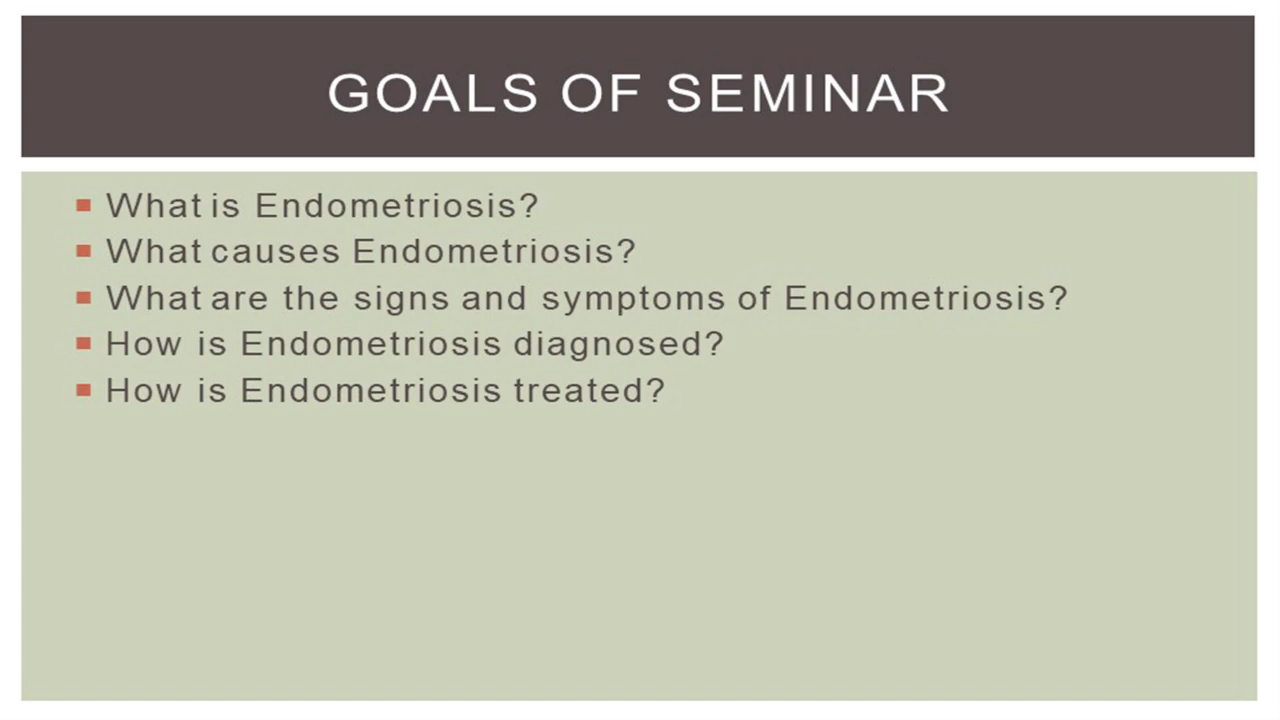 GOALS OF SEMINAR
What is Endometriosis?
What causes Endometriosis?
What are the signs and symptoms of Endometriosis?
How is Endometriosis diagnosed?
How is Endometriosis treated?